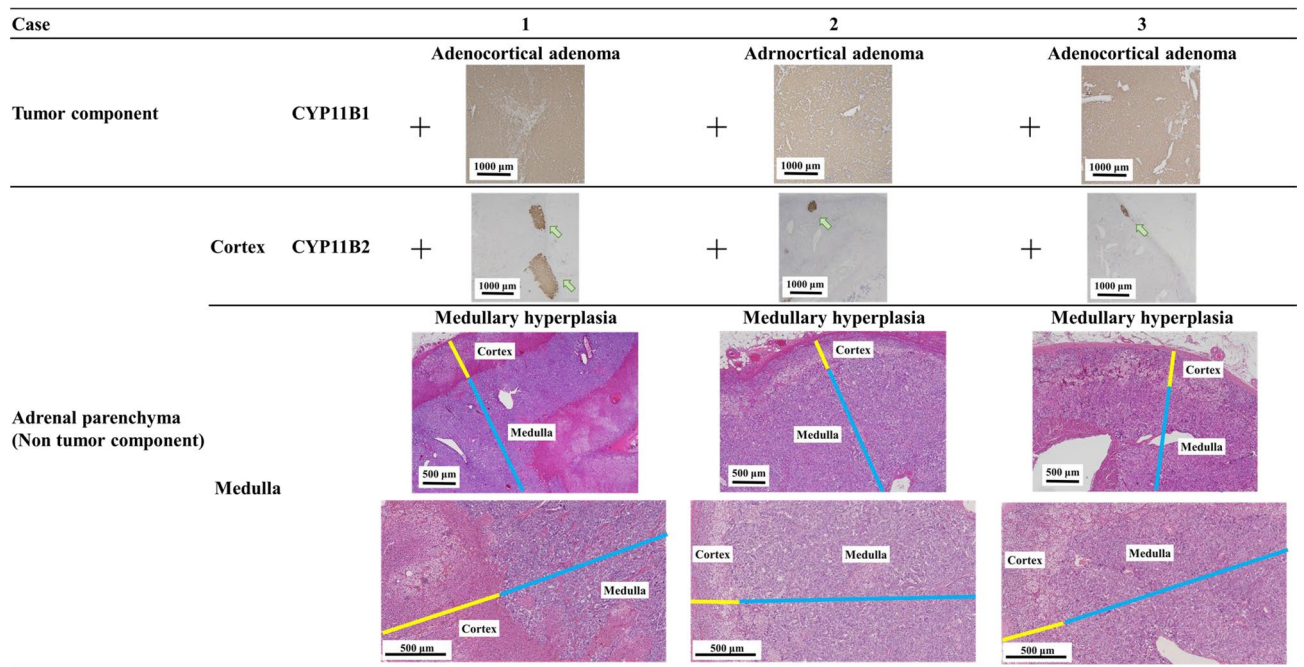 Case 1 2 3
Adenocortical adenoma Adrnocrtical adenoma Adenocortical adenoma
Tumor component CYP11B1 + + +
1000 µm 1000 µm 1000 µm
Cortex CYP11B2 + + +
1000 µm 1000 µm 1000 µm
Medullary hyperplasia Medullary hyperplasia Medullary hyperplasia
Cortex Cortex Cortex
Adrenal parenchyma
(Non tumor component)
Medulla Medulla Medulla
500 µm 500 µm 500 µm
Medulla
Cortex Medulla Cortex Medulla Cortex Medulla
500 µm 500 µm 500 µm